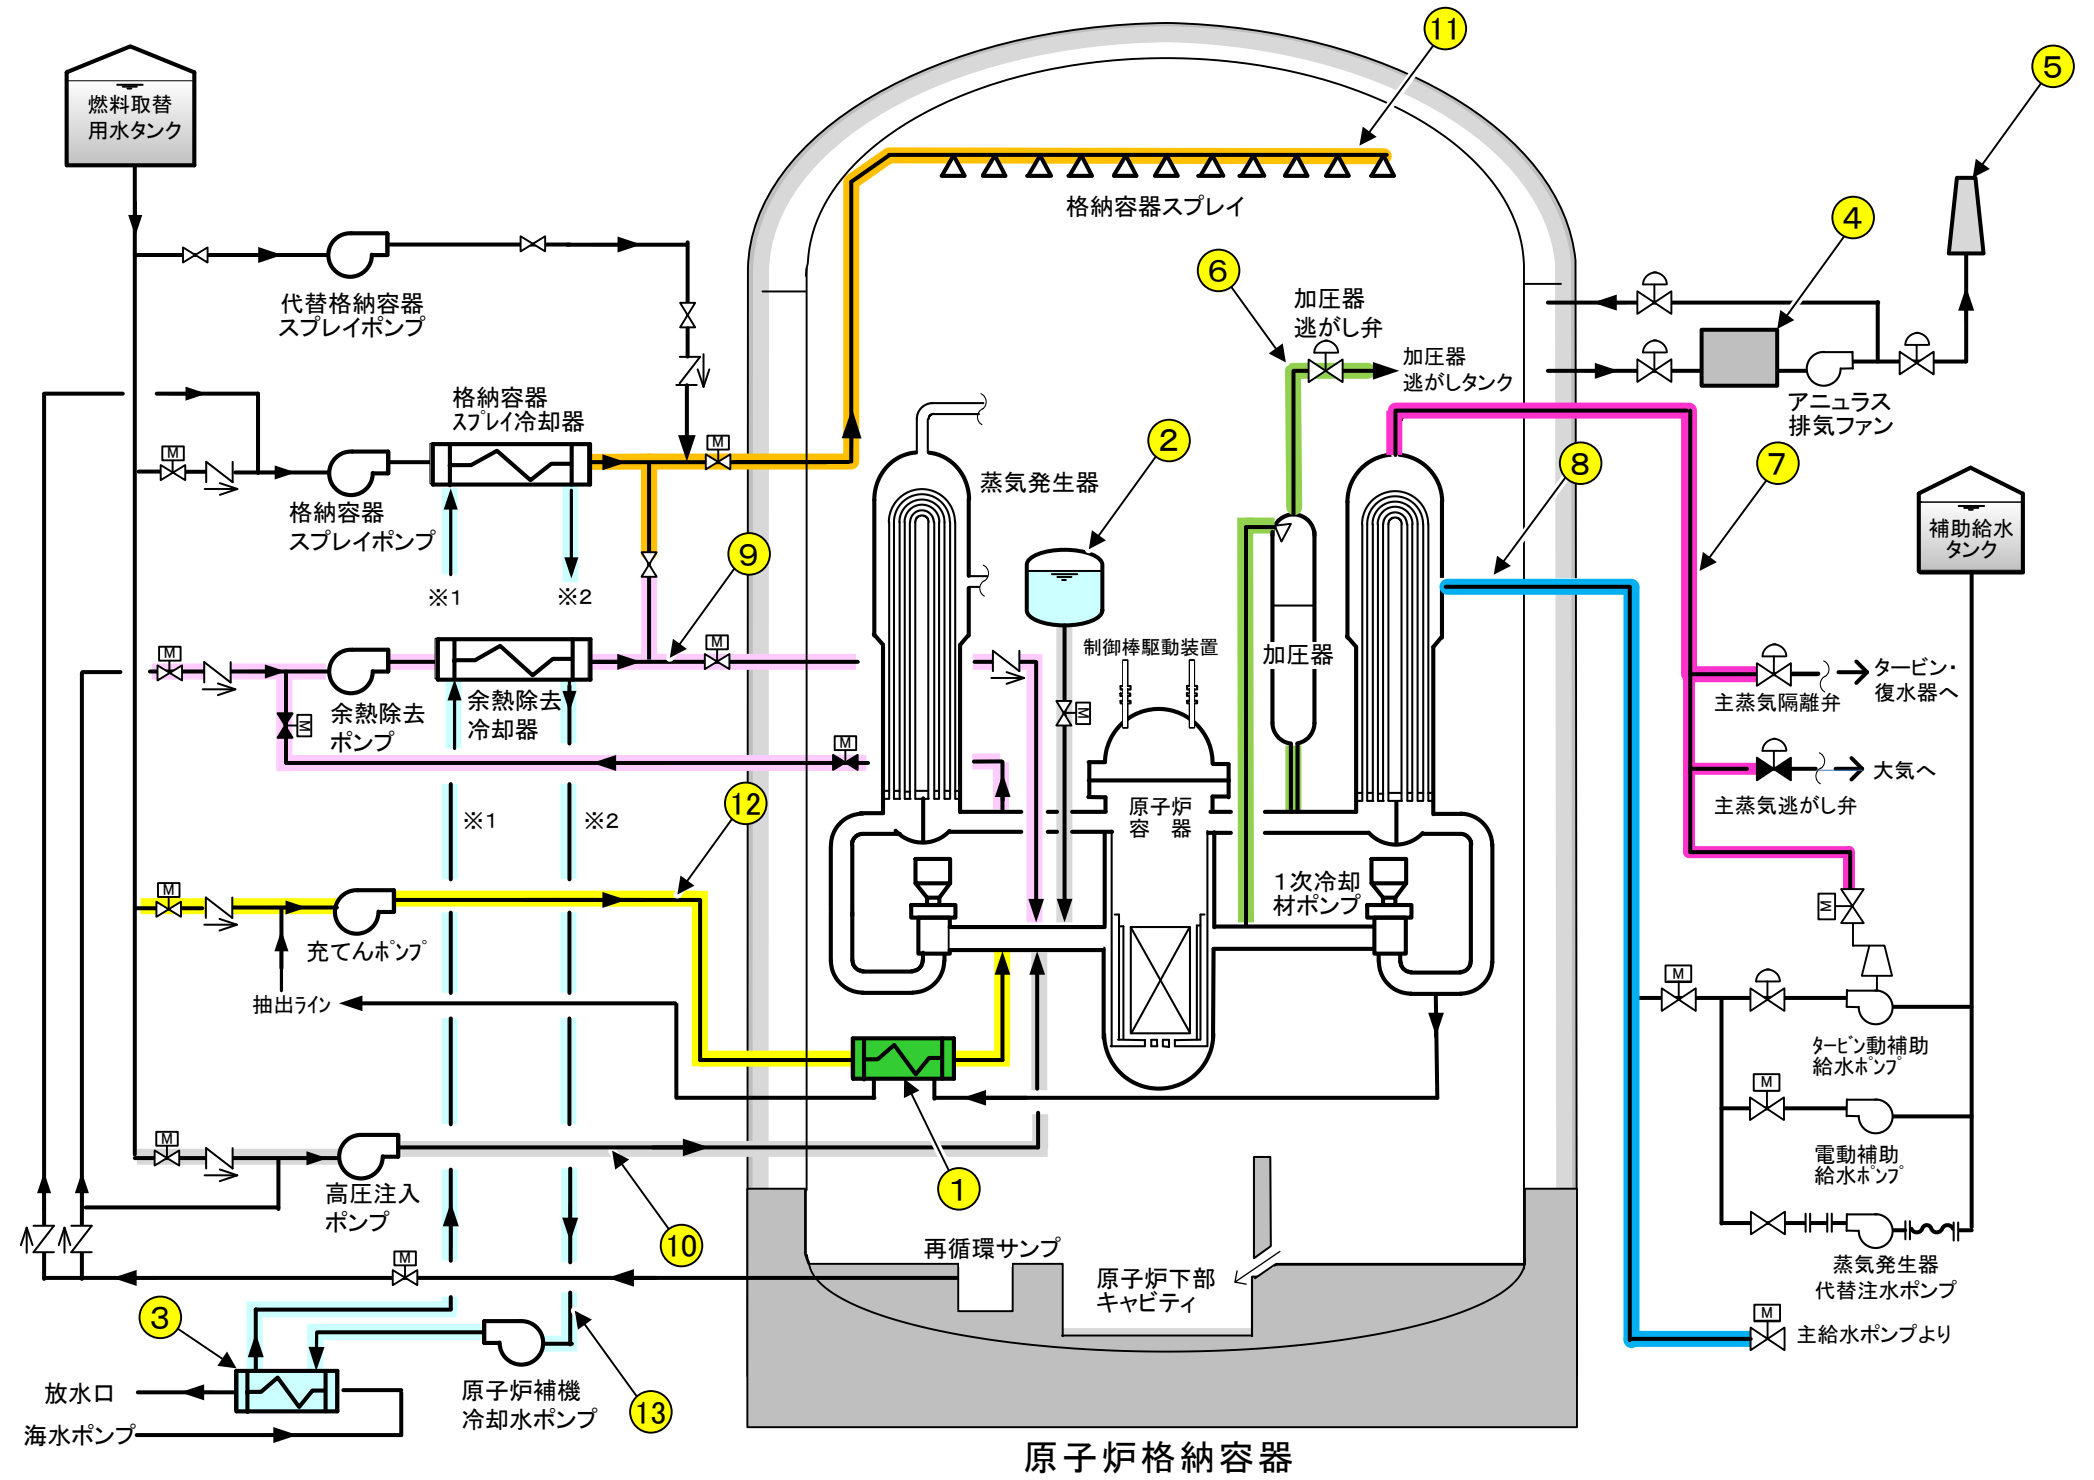 燃料取替
用水タンク
代替格納容器
スプレイポンプ
格納容器
スプレイ冷却器
M
M
格納容器
スプレイポンプ
※1
※2
9
M
M
余熱除去
ポンプ
余熱除去
冷却器
M
M
※1
※2
12
M
充てんポンプ
抽出ライン
M
高圧注入
ポンプ
10
M
3
放水口
海水ポンプ
原子炉補機
冷却水ポンプ
13
11
格納容器スプレイ
6
加圧器
逃がし弁
加圧器
逃がしタンク
蒸気発生器
2
制御棒駆動装置
M
加圧器
原子炉
容 器
1次冷却
材ポンプ
1
再循環サンプ
原子炉下部
キャビティ
原子炉格納容器
5
4
アニュラス
排気ファン
8
7
補助給水
タンク
タービン・
復水器へ
主蒸気隔離弁
大気へ
主蒸気逃がし弁
M
M
タービン動補助
給水ポンプ
M
電動補助
給水ポンプ
蒸気発生器
代替注水ポンプ
M
主給水ポンプより